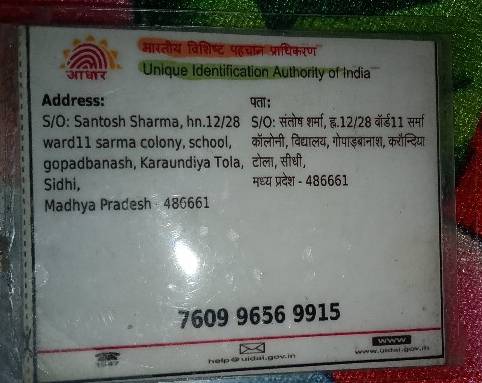 आधार
भारतीय विशिष्ट पहचान प्राधिकरण
Unique Identification Authority of India
Address:
S/O: Santosh Sharma, hn.12/28
ward11 sarma colony, school,
gopadbanash, Karaundiya Tola,
Sidhi,
Madhya Pradesh - 486661
पता:
S/O: संतोष शर्मा, ह्न.12/28 वॉर्ड11 सर्मा
कॉलोनी, विद्यालय, गोपाड़बानाश, करौन्दिया
टोला, सीधी,
मध्य प्रदेश - 486661
7609 9656 9915
1947
help@uidai.gov.in
www
www.uidai.gov.in